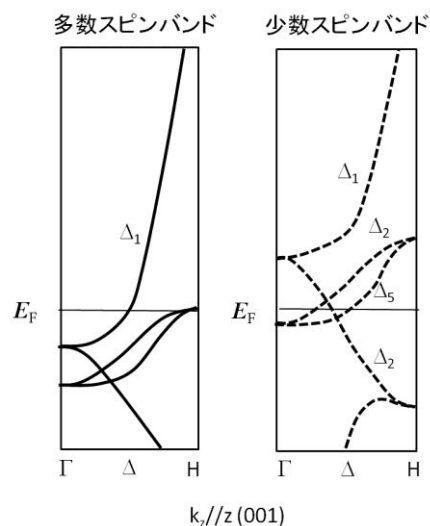 多数スピンバンド
少数スピンバンド
Δ1
Δ1
Δ2
EF
EF
Δ5
Δ2
Γ
Δ
H
Γ
Δ
H
kz//z (001)